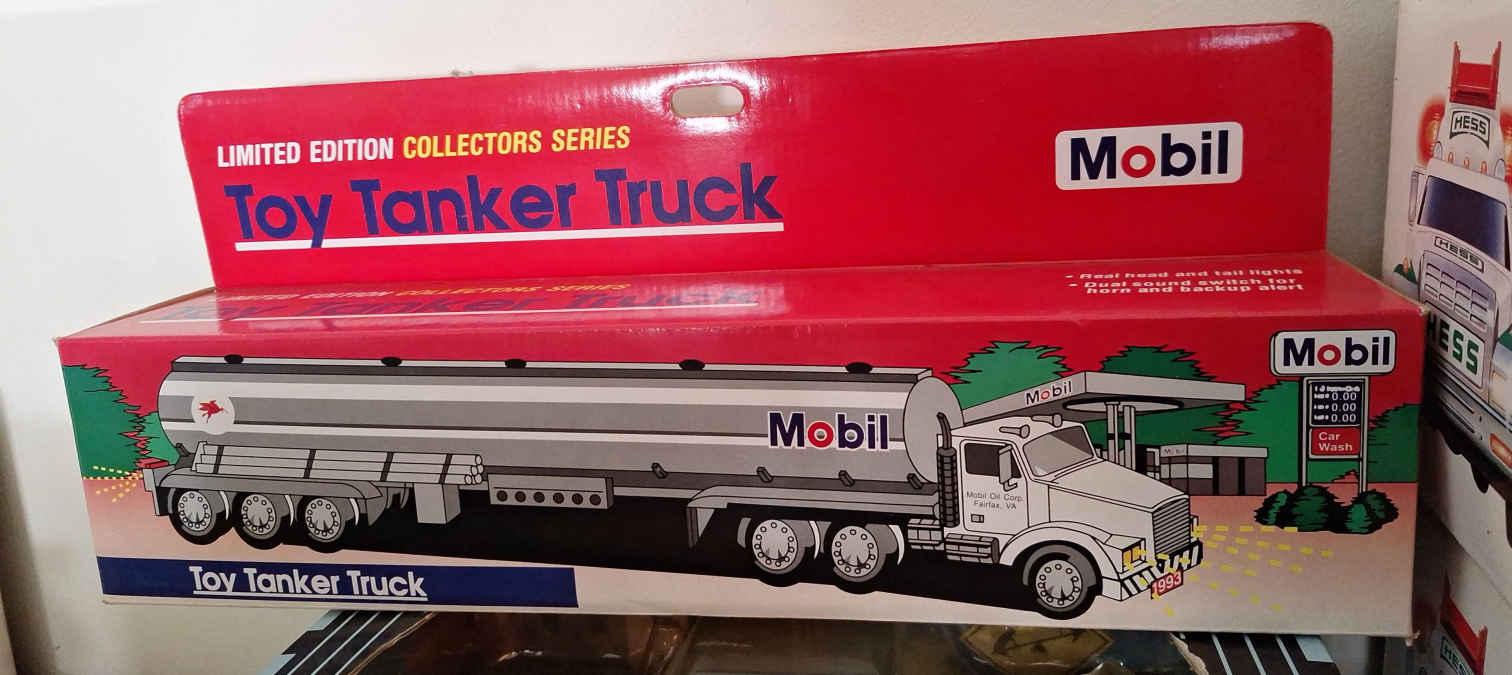 LIMITED EDITION COLLECTORS SERIES
Toy Tanker Truck
Mobil
LIMITED EDITION COLLECTORS SERIES
Toy Tanker Truck
• Real head and tail lights
• Dual sound switch for
horn and backup alert
Mobil
Mobil
0.00
0.00
0.00
Car
Wash
Mobil
Mobil
Mobil Oil Corp.
Fairfax, VA
1993
Toy Tanker Truck
HESS
HESS
HESS
HESS